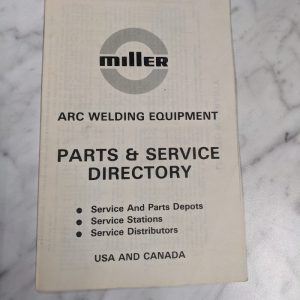 miller
ARC WELDING EQUIPMENT
PARTS & SERVICE
DIRECTORY
● Service And Parts Depots
● Service Stations
● Service Distributors
USA AND CANADA